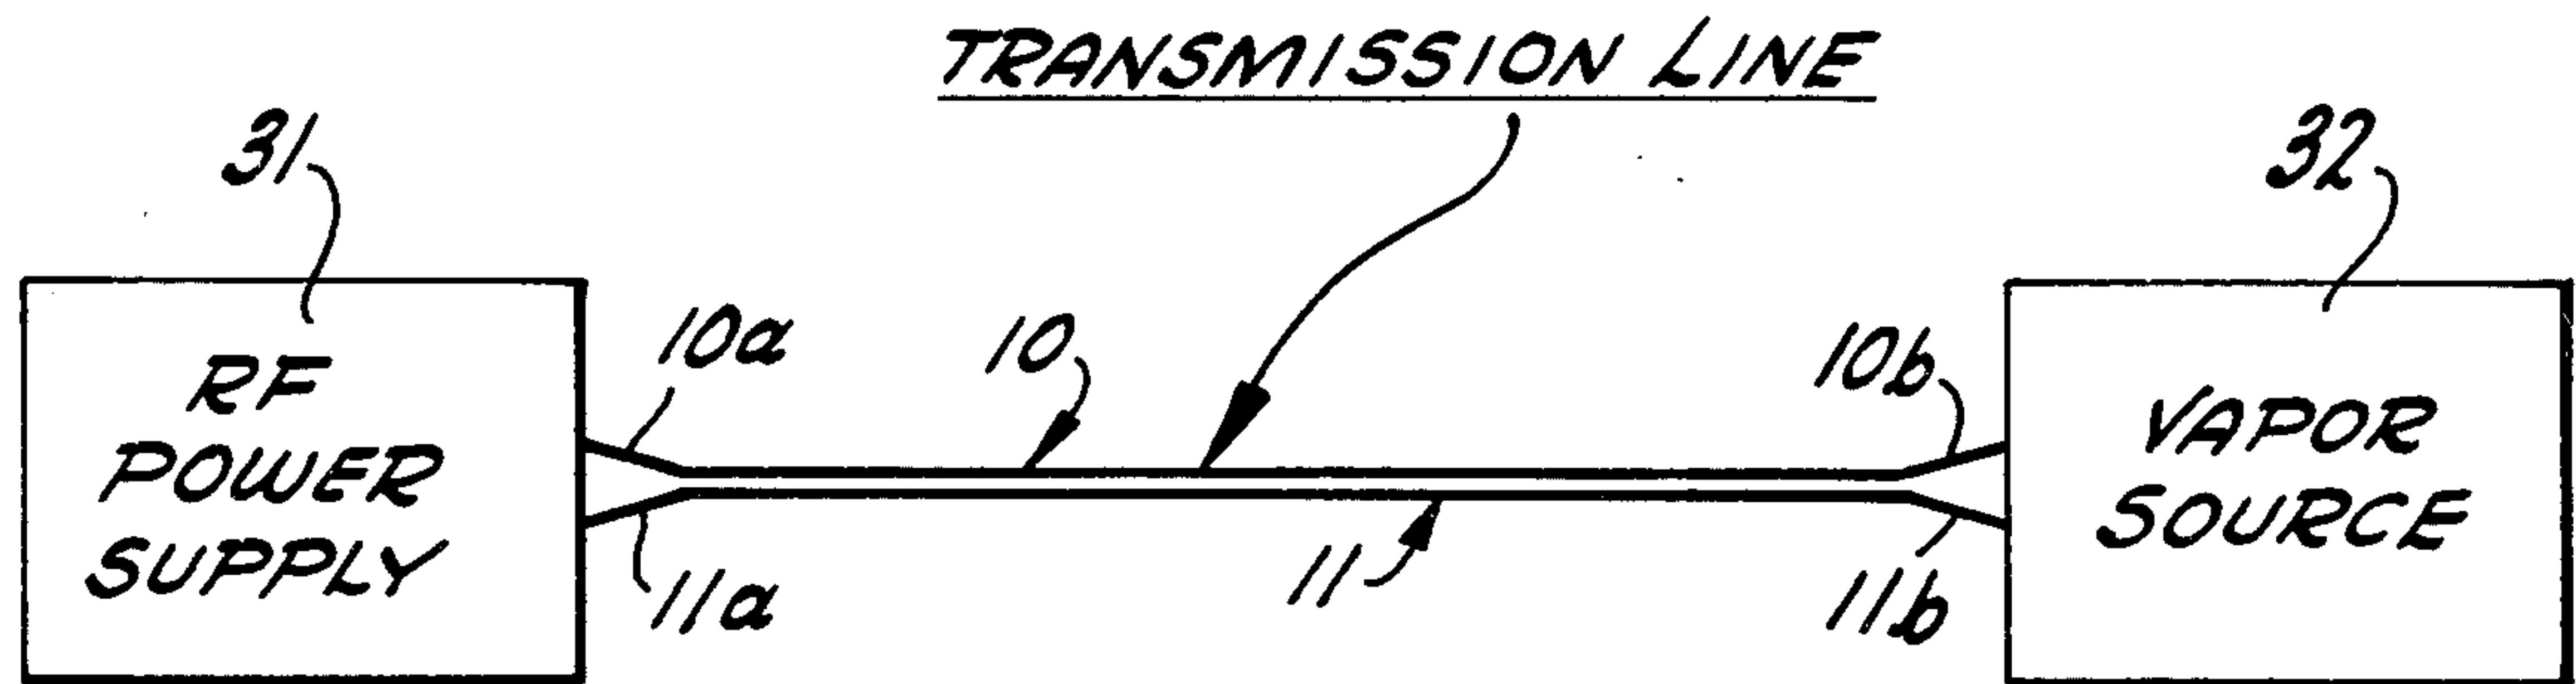 TRANSMISSION LINE
31
32
10a
10
10b
RF
POWER
SUPPLY
VAPOR
SOURCE
11a
11
11b